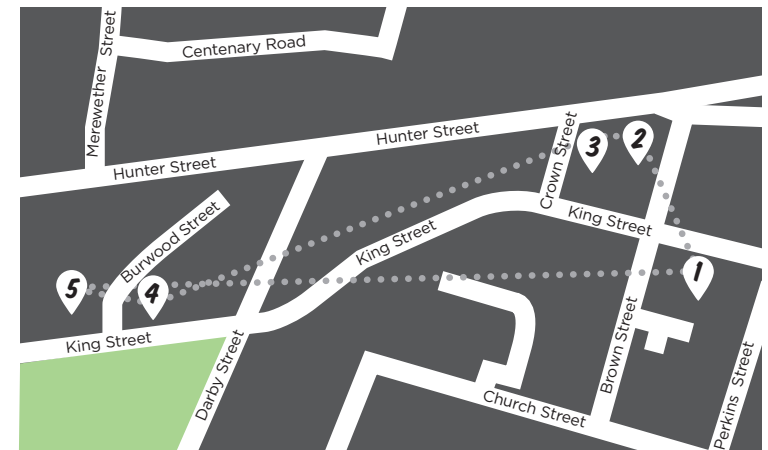 Merewether Street
Centenary Road
Hunter Street
Hunter Street
Crown Street
3
2
Burwood Street
King Street
King Street
1
5
4
King Street
Darby Street
Brown Street
Church Street
Perkins Street